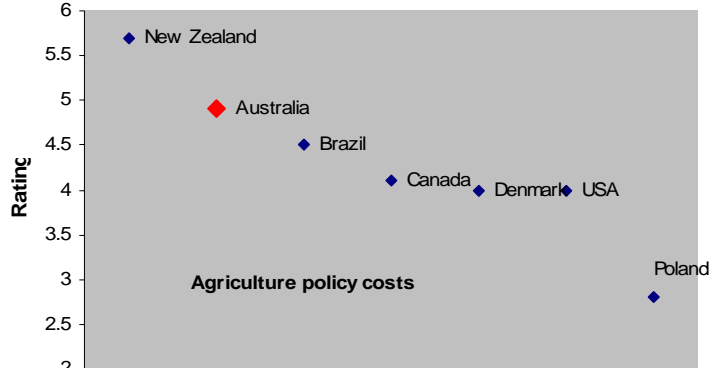 6
New Zealand
5.5
5
Australia
4.5
Brazil
Canada
4
Denmark
USA
Rating
3.5
Poland
3
Agriculture policy costs
2.5
2